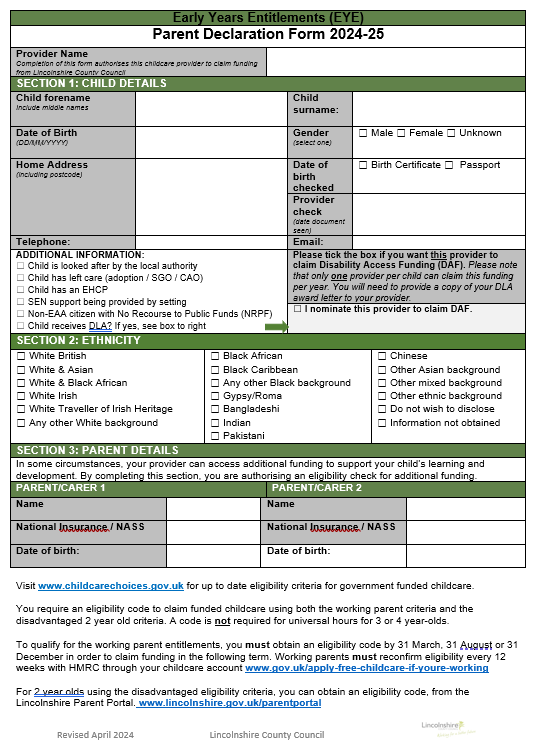 Early Years Entitlements (EYE)
Parent Declaration Form 2024-25
Provider Name
Completion of this form authorises this childcare provider to claim funding
from Lincolnshire County Council
SECTION 1: CHILD DETAILS
Child forename
Include middle names
Child
surname:
Date of Birth
(DD/MM/YYYY)
Gender
(select one)
☐ Male ☐ Female ☐ Unknown
Home Address
(including postcode)
Date of
birth
checked
☐ Birth Certificate ☐ Passport
Provider
check
(date document
seen)
Telephone:
Email:
ADDITIONAL INFORMATION:
☐ Child is looked after by the local authority
☐ Child has left care (adoption / SGO / CAO)
☐ Child has an EHCP
☐ SEN support being provided by setting
☐ Non-EAA citizen with No Recourse to Public Funds (NRPF)
☐ Child receives DLA? If yes, see box to right
Please tick the box if you want this provider to
claim Disability Access Funding (DAF). Please note
that only one provider per child can claim this funding
per year. You will need to provide a copy of your DLA
award letter to your provider.
☐ I nominate this provider to claim DAF.
SECTION 2: ETHNICITY
☐ White British
☐ White & Asian
☐ White & Black African
☐ White Irish
☐ White Traveller of Irish Heritage
☐ Any other White background
☐ Black African
☐ Black Caribbean
☐ Any other Black background
☐ Gypsy/Roma
☐ Bangladeshi
☐ Indian
☐ Pakistani
☐ Chinese
☐ Other Asian background
☐ Other mixed background
☐ Other ethnic background
☐ Do not wish to disclose
☐ Information not obtained
SECTION 3: PARENT DETAILS
In some circumstances, your provider can access additional funding to support your child's learning and
development. By completing this section, you are authorising an eligibility check for additional funding.
PARENT/CARER 1
PARENT/CARER 2
Name
Name
National Insurance / NASS
National Insurance / NASS
Date of birth:
Date of birth:
Visit www.childcarechoices.gov.uk for up to date eligibility criteria for government funded childcare.
You require an eligibility code to claim funded childcare using both the working parent criteria and the
disadvantaged 2 year old criteria. A code is not required for universal hours for 3 or 4 year-olds.
To qualify for the working parent entitlements, you must obtain an eligibility code by 31 March, 31 August or 31
December in order to claim funding in the following term. Working parents must reconfirm eligibility every 12
weeks with HMRC through your childcare account www.gov.uk/apply-free-childcare-if-youre-working
For 2 year olds using the disadvantaged eligibility criteria, you can obtain an eligibility code, from the
Lincolnshire Parent Portal. www.lincolnshire.gov.uk/parentportal
Revised April 2024
Lincolnshire County Council
Lincolnshire